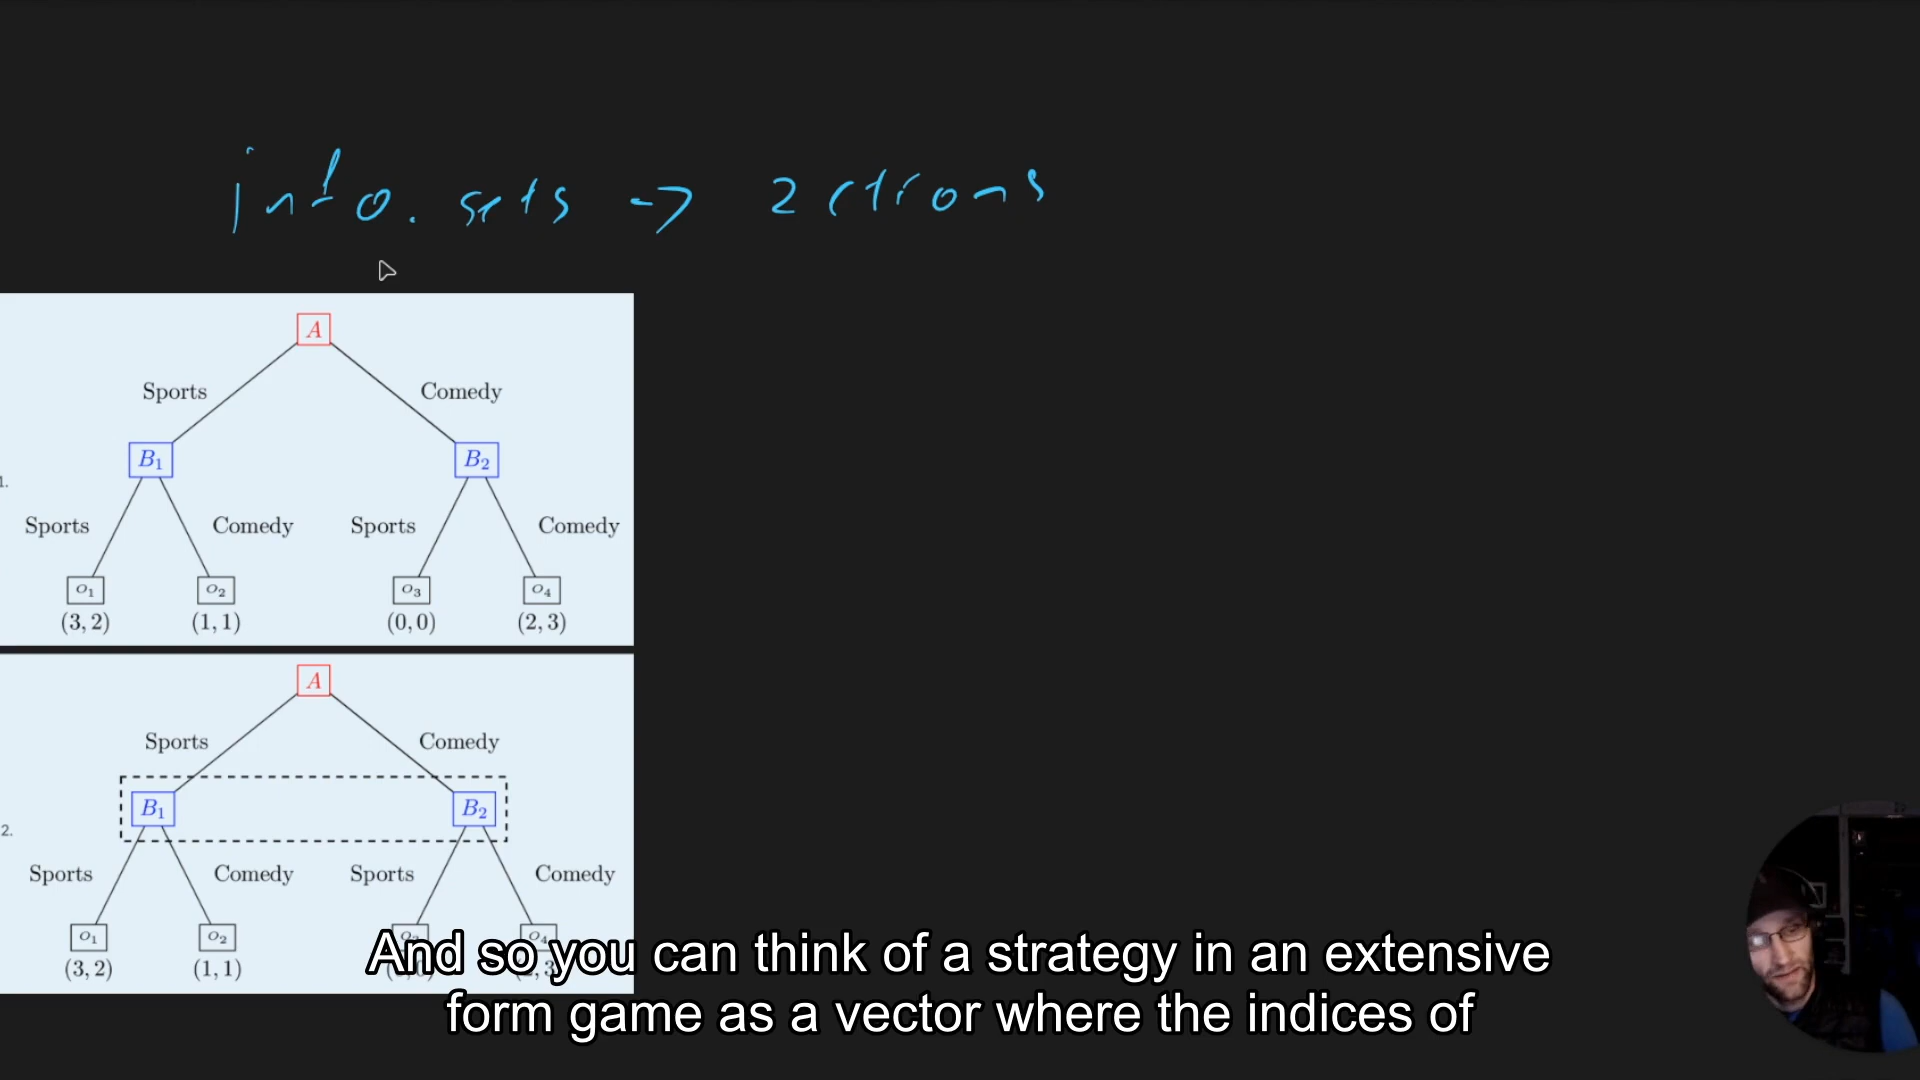 info. sets -> actions
A
Sports Comedy
B₁ B₂
1.
Sports Comedy Sports Comedy
o₁ o₂ o₃ o₄
(3, 2) (1, 1) (0, 0) (2, 3)
A
Sports Comedy
B₁ B₂
2.
Sports Comedy Sports Comedy
o₁ o₂
(3, 2) (1, 1)
And so you can think of a strategy in an extensive
form game as a vector where the indices of